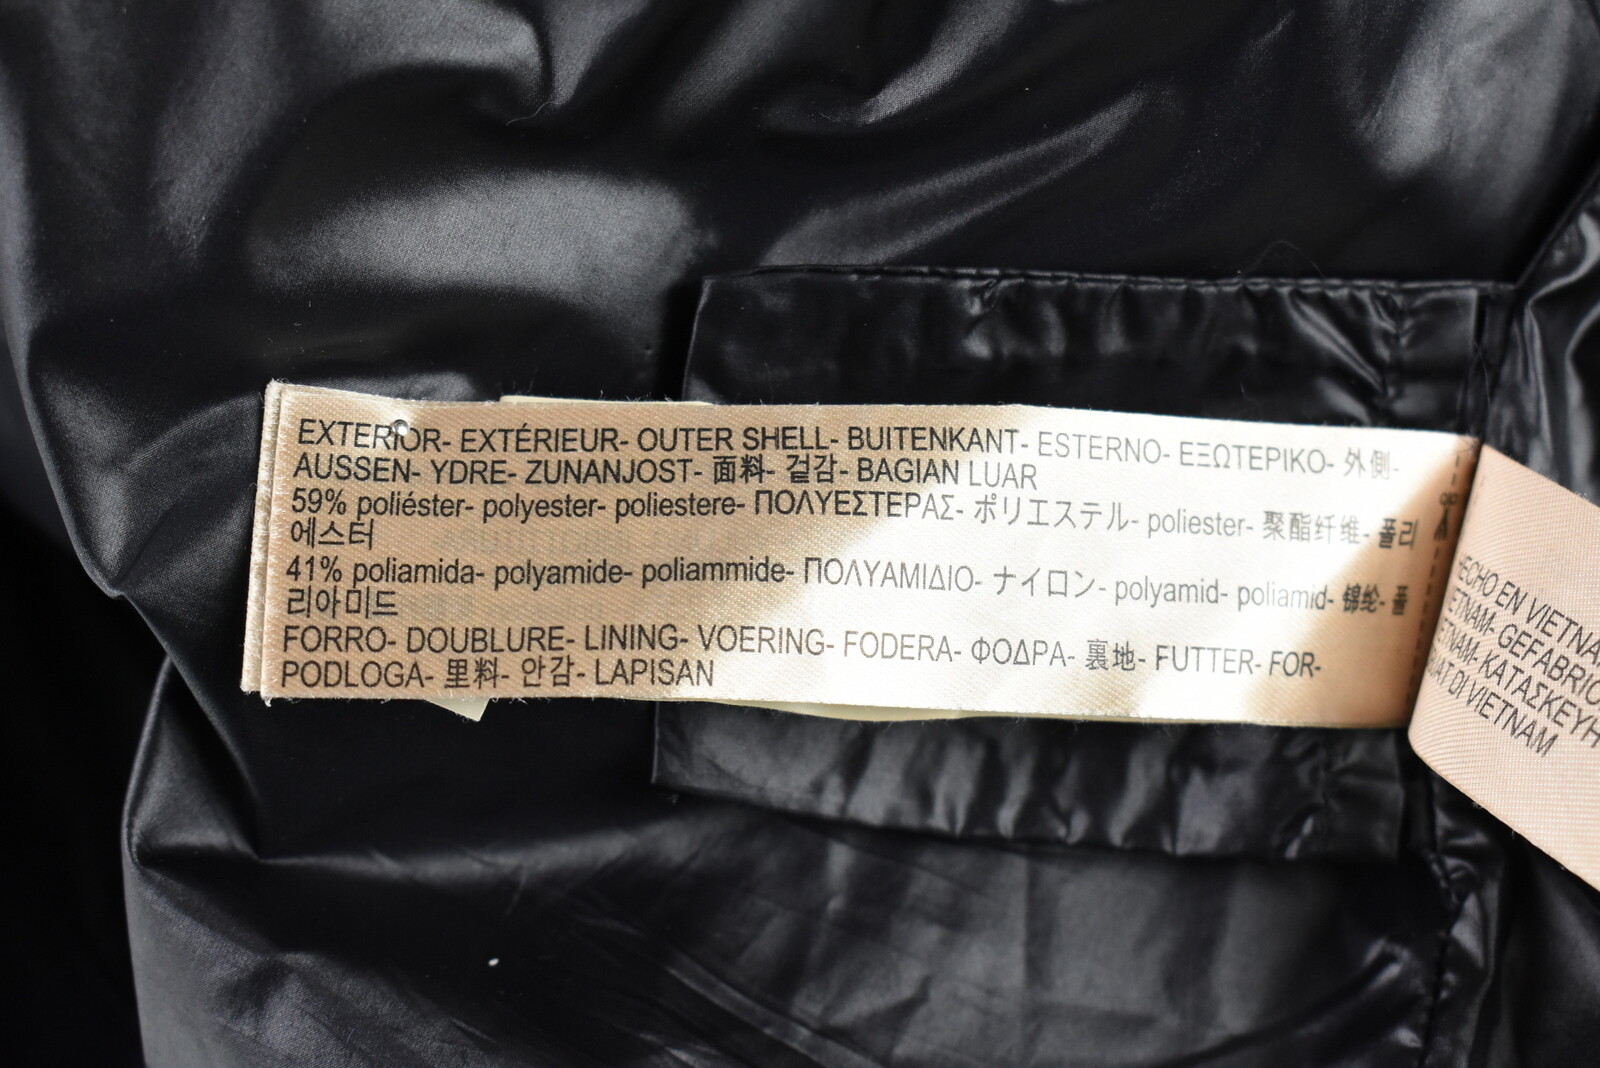 EXTERIOR- EXTÉRIEUR- OUTER SHELL- BUITENKANT- ESTERNO- ΕΞΩΤΕΡΙΚΟ- 外側-
AUSSEN- YDRE- ZUNANJOST- 面料- 겉감- BAGIAN LUAR
59% poliéster- polyester- poliestere- ΠΟΛΥΕΣΤΕΡΑΣ- ポリエステル- poliester- 聚酯纤维- 폴리
에스터
41% poliamida- polyamide- poliammide- ΠΟΛΥΑΜΙΔΙΟ- ナイロン- polyamid- poliamid- 锦纶- 폴
리아미드
FORRO- DOUBLURE- LINING- VOERING- FODERA- ΦΟΔΡΑ- 裏地- FUTTER- FOR-
PODLOGA- 里料- 안감- LAPISAN
EN VIETNA
GEFABRIC
ΚΑΤΑΣΚΕΥΗ
DI VIETNAM